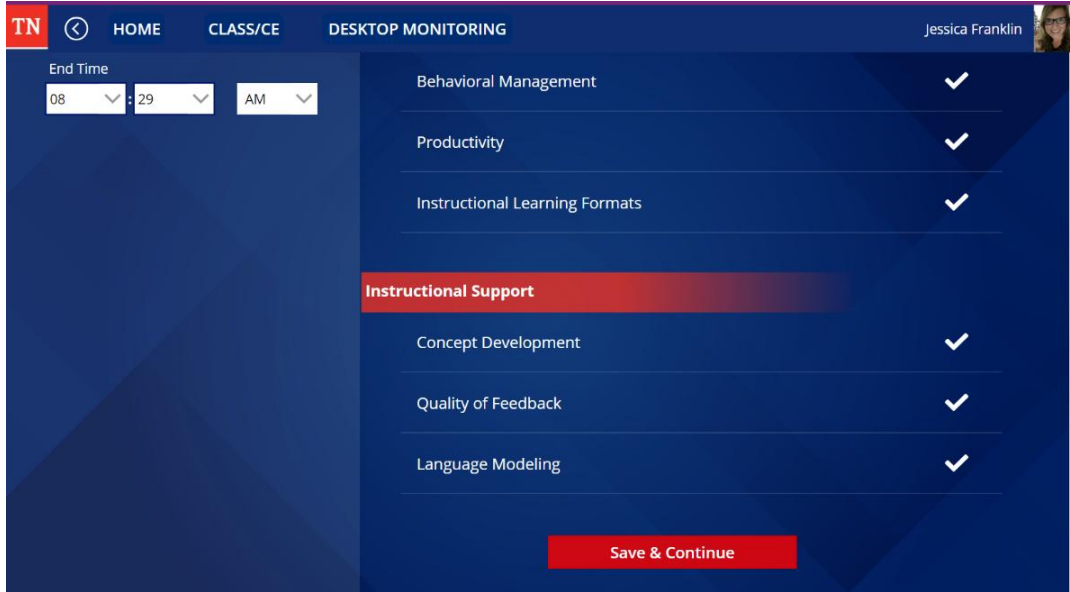 TN HOME CLASS/CE DESKTOP MONITORING Jessica Franklin
End Time
08 : 29 AM
Behavioral Management
Productivity
Instructional Learning Formats
Instructional Support
Concept Development
Quality of Feedback
Language Modeling
Save & Continue